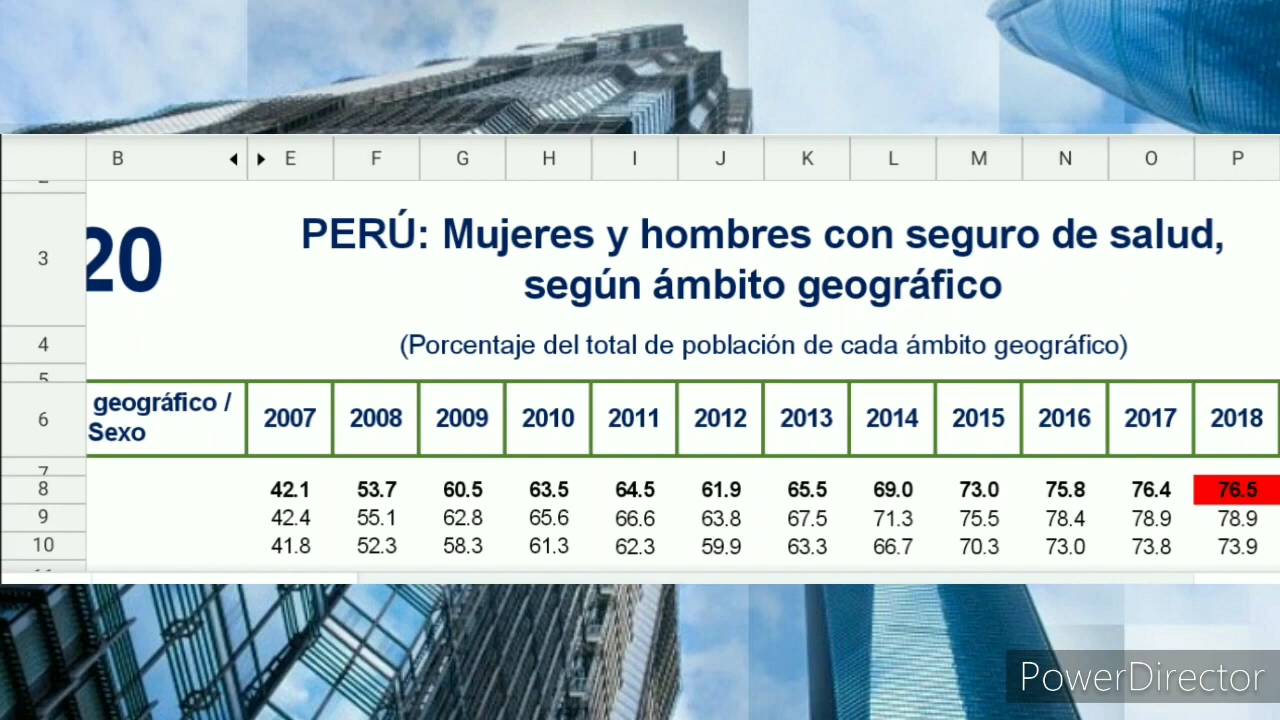 B E F G H I J K L M N O P
3 20 PERÚ: Mujeres y hombres con seguro de salud,
según ámbito geográfico
4 (Porcentaje del total de población de cada ámbito geográfico)
geográfico /
6 2007 2008 2009 2010 2011 2012 2013 2014 2015 2016 2017 2018
Sexo
8 42.1 53.7 60.5 63.5 64.5 61.9 65.5 69.0 73.0 75.8 76.4 76.5
9 42.4 55.1 62.8 65.6 66.6 63.8 67.5 71.3 75.5 78.4 78.9 78.9
10 41.8 52.3 58.3 61.3 62.3 59.9 63.3 66.7 70.3 73.0 73.8 73.9
PowerDirector